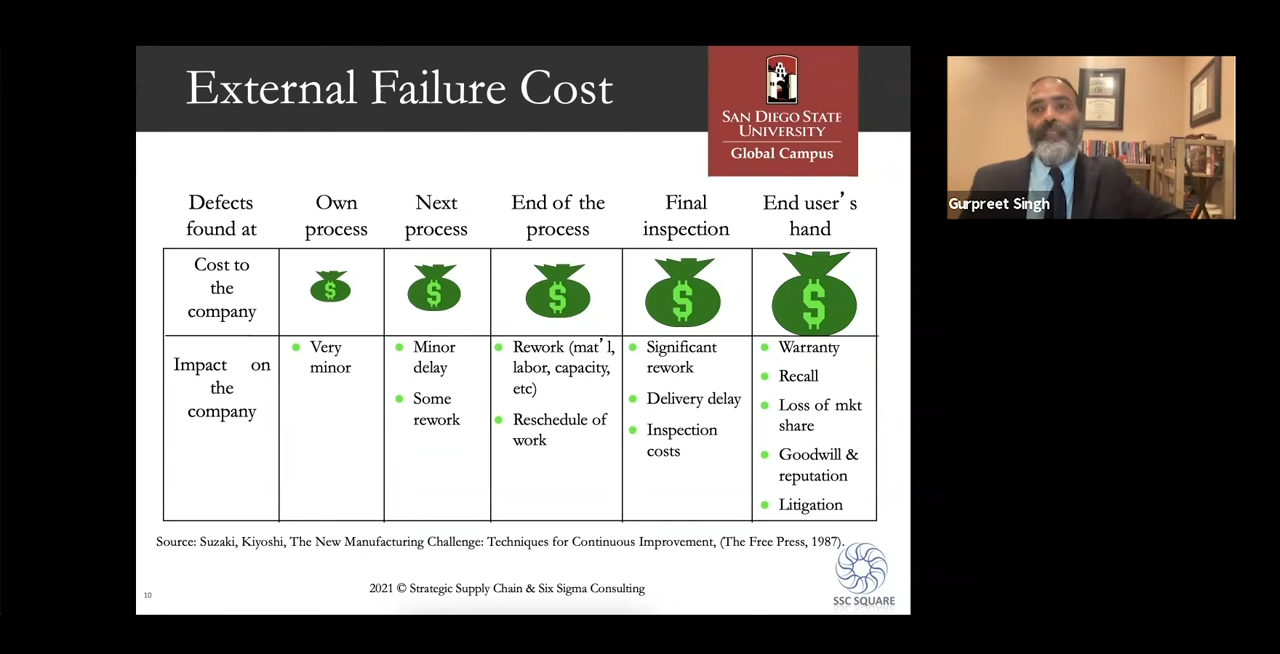 External Failure Cost
SAN DIEGO STATE
UNIVERSITY
Global Campus
Gurpreet Singh
Defects
found at
Own
process
Next
process
End of the
process
Final
inspection
End user’s
hand
Cost to
the
company
$
$
$
$
$
Impact on
the
company
Very
minor
Minor
delay
Some
rework
Rework (mat’l,
labor, capacity,
etc)
Reschedule of
work
Significant
rework
Delivery delay
Inspection
costs
Warranty
Recall
Loss of mkt
share
Goodwill &
reputation
Litigation
Source: Suzaki, Kiyoshi, The New Manufacturing Challenge: Techniques for Continuous Improvement, (The Free Press, 1987).
10
2021 © Strategic Supply Chain & Six Sigma Consulting
SSC SQUARE